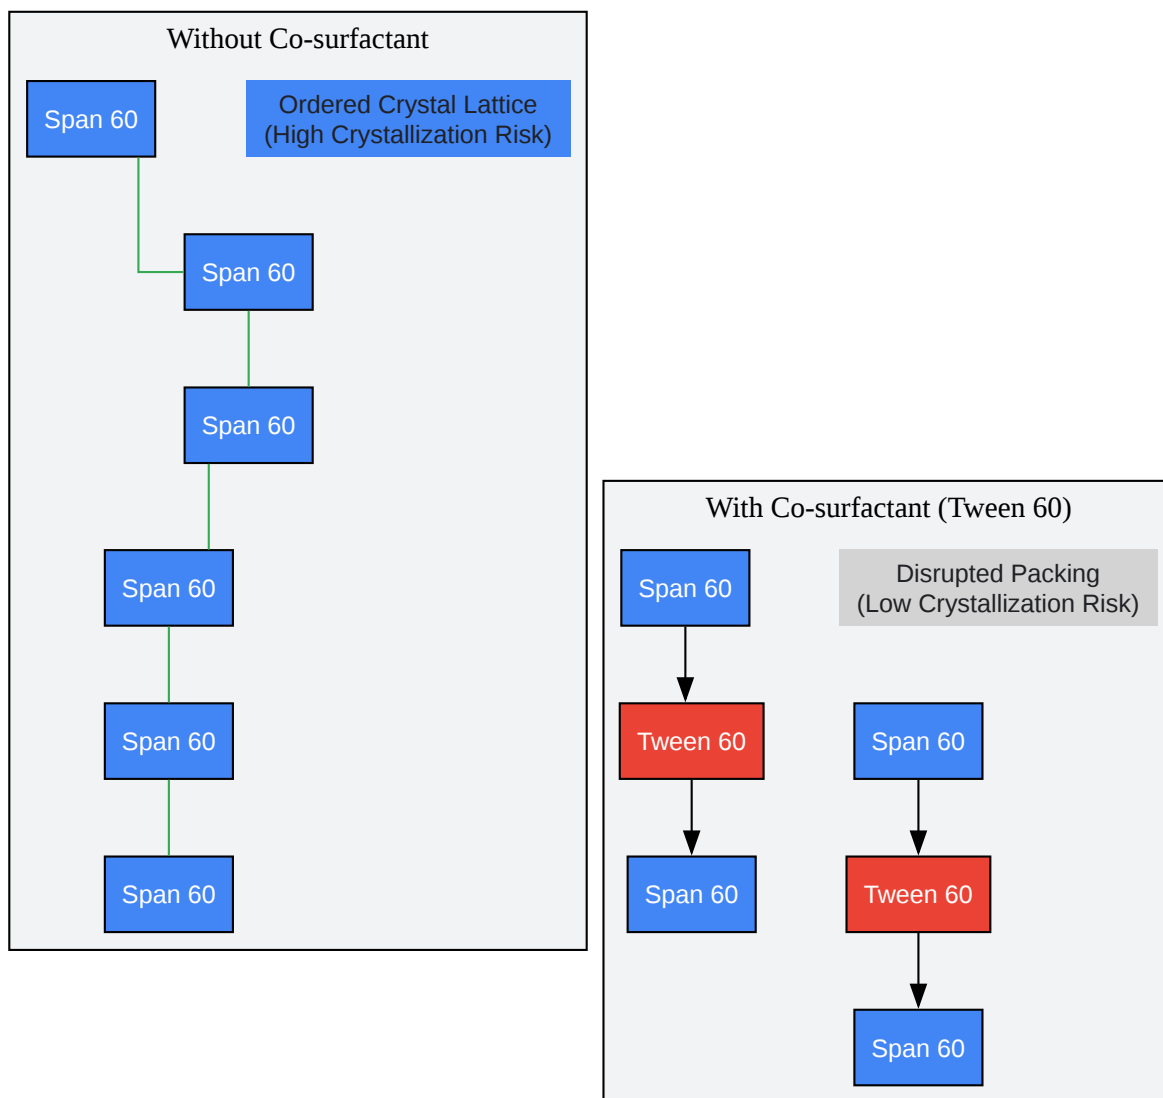 Without Co-surfactant
Span 60
Ordered Crystal Lattice
(High Crystallization Risk)
Span 60
Span 60
Span 60
Span 60
Span 60
With Co-surfactant (Tween 60)
Span 60
Disrupted Packing
(Low Crystallization Risk)
Tween 60
Span 60
Span 60
Tween 60
Span 60